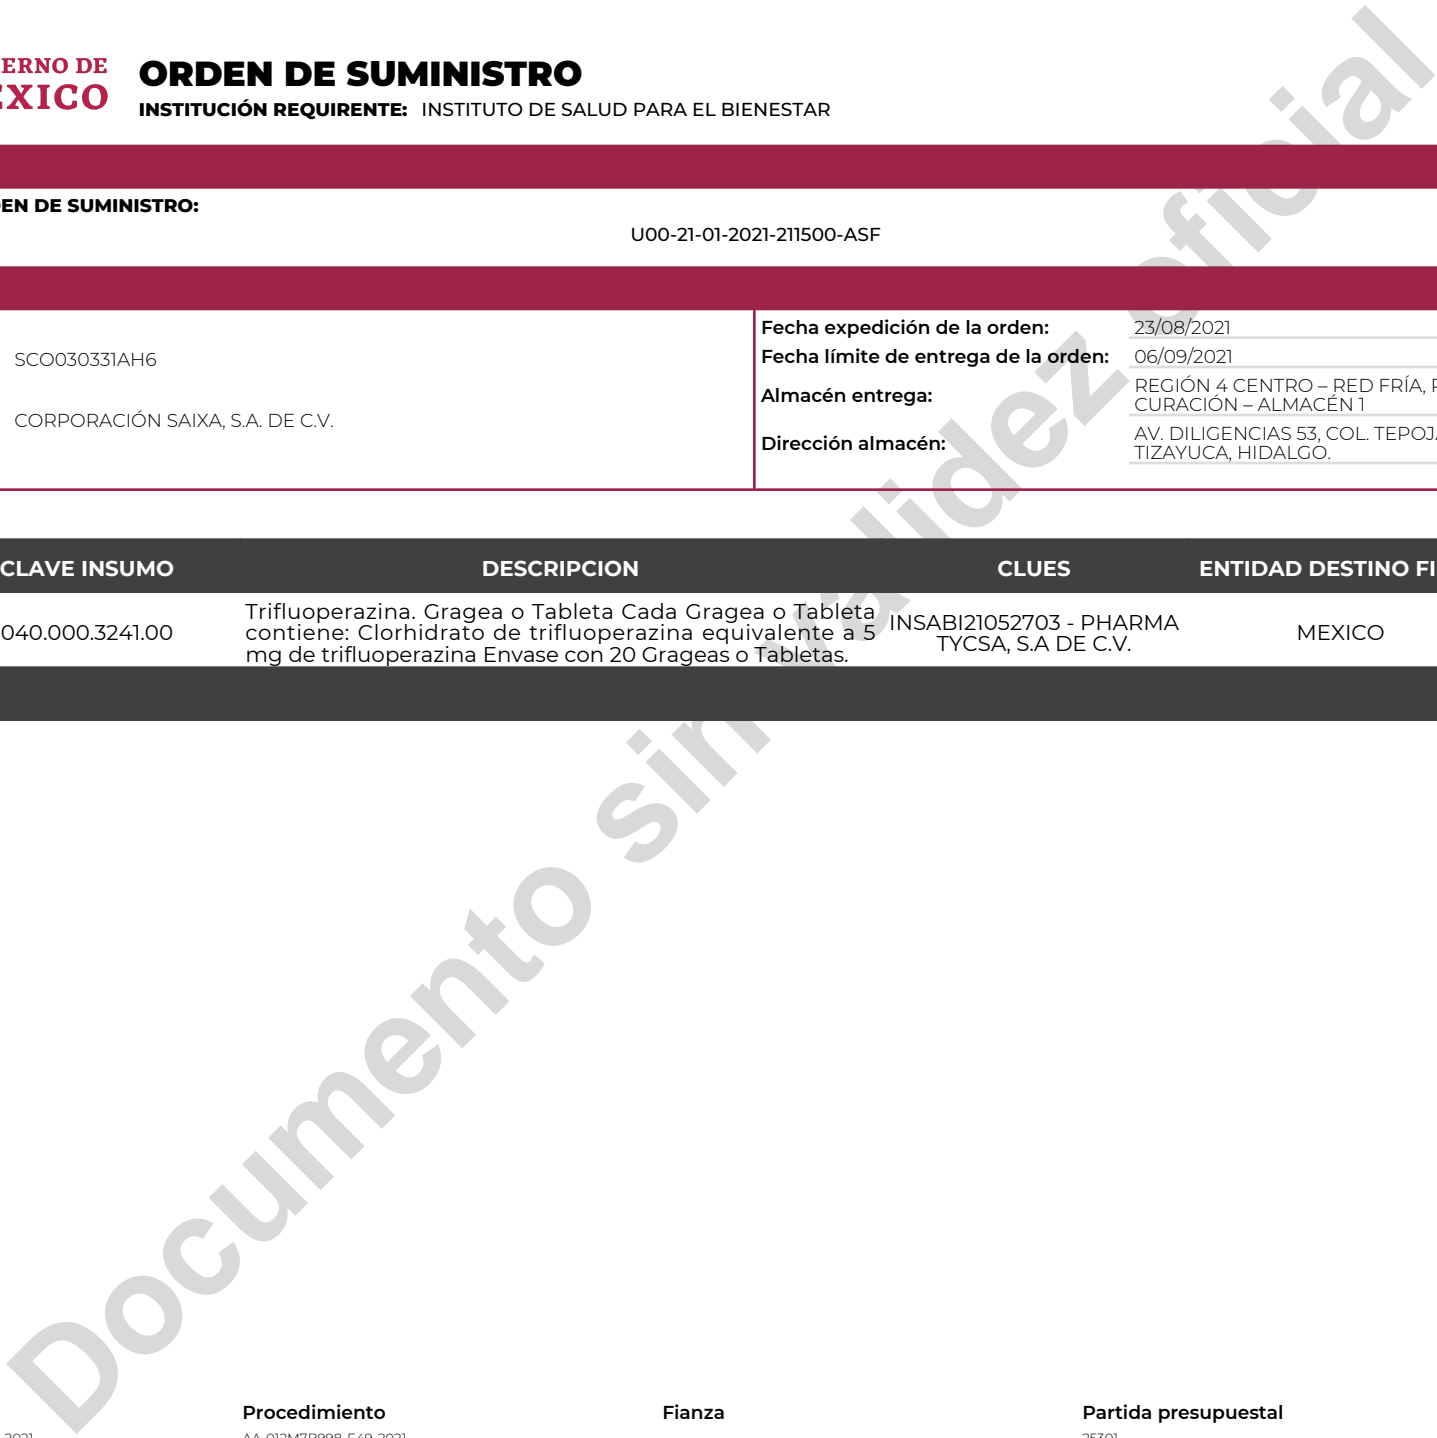 ERNO DE
ORDEN DE SUMINISTRO
EXICO
INSTITUCIÓN REQUIRENTE: INSTITUTO DE SALUD PARA EL BIENESTAR
EN DE SUMINISTRO:
U00-21-01-2021-211500-ASF
Fecha expedición de la orden: 23/08/2021
SCO030331AH6
Fecha límite de entrega de la orden: 06/09/2021
Almacén entrega: REGIÓN 4 CENTRO – RED FRÍA,
CURACIÓN – ALMACÉN 1
CORPORACIÓN SAIXA, S.A. DE C.V.
Dirección almacén: AV. DILIGENCIAS 53, COL. TEPOJA
TIZAYUCA, HIDALGO.
CLAVE INSUMO DESCRIPCION CLUES ENTIDAD DESTINO FI
040.000.3241.00
Trifluoperazina. Gragea o Tableta Cada Gragea o Tableta
contiene: Clorhidrato de trifluoperazina equivalente a 5
mg de trifluoperazina Envase con 20 Grageas o Tabletas.
INSABI21052703 - PHARMA
TYCSA, S.A DE C.V.
MEXICO
Documento sin validez oficial
Procedimiento Fianza Partida presupuestal